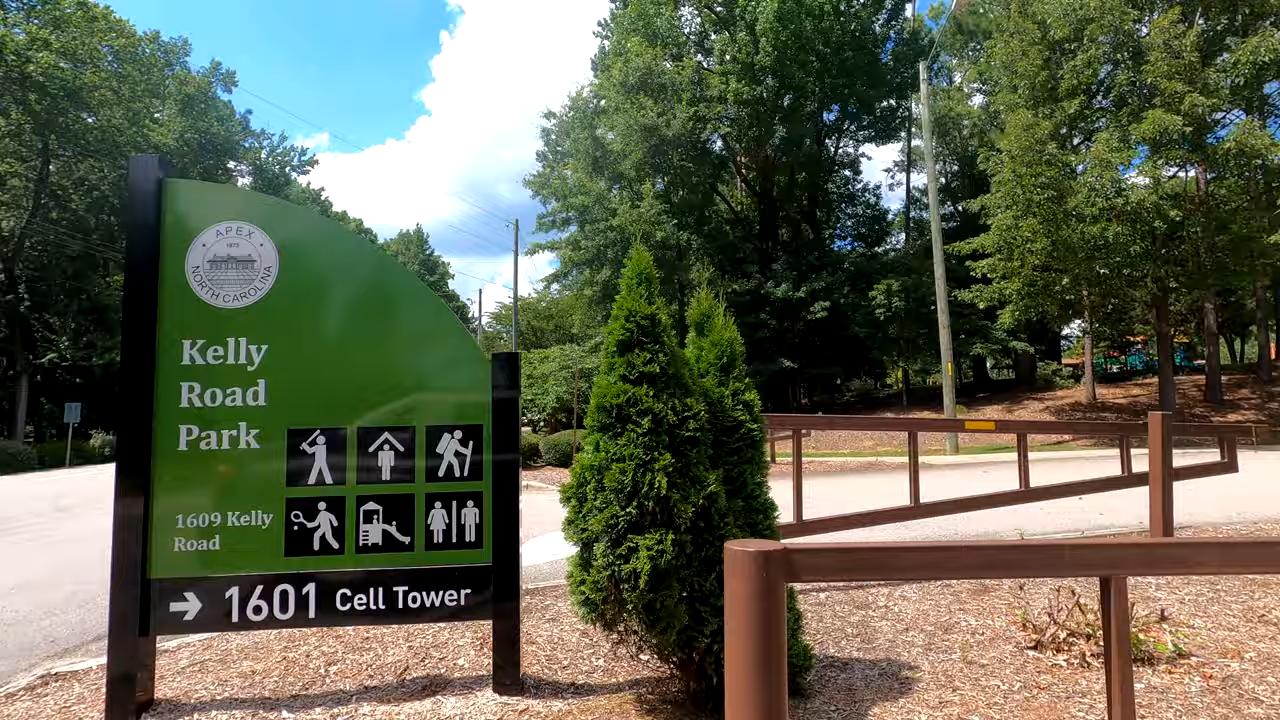 APEX
1873
NORTH CAROLINA
Kelly
Road
Park
1609 Kelly
Road
→ 1601 Cell Tower